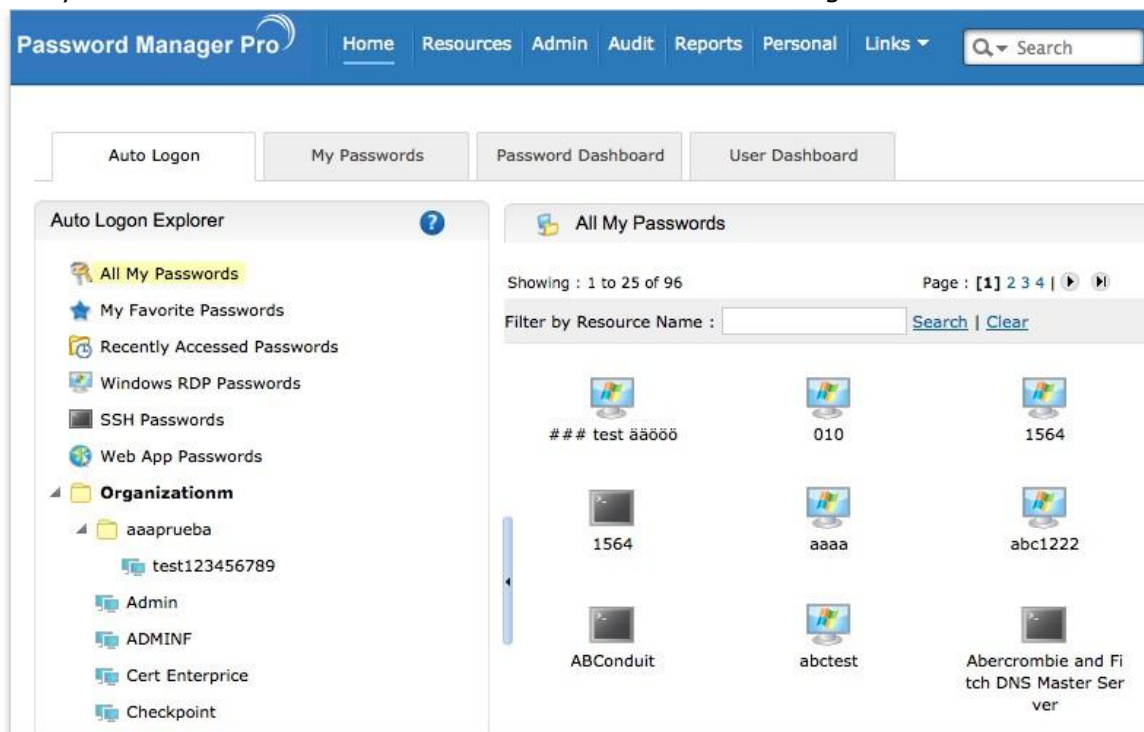 Password Manager Pro Home Resources Admin Audit Reports Personal Links Search
Auto Logon My Passwords Password Dashboard User Dashboard
Auto Logon Explorer ?
All My Passwords
My Favorite Passwords
Recently Accessed Passwords
Windows RDP Passwords
SSH Passwords
Web App Passwords
Organizationm
aaaprueba
test123456789
Admin
ADMINF
Cert Enterprice
Checkpoint
All My Passwords
Showing : 1 to 25 of 96 Page : [1] 2 3 4 |
Filter by Resource Name : Search | Clear
### test ääööö 010 1564
1564 aaaa abc1222
ABConduit abctest Abercrombie and Fi
tch DNS Master Ser
ver